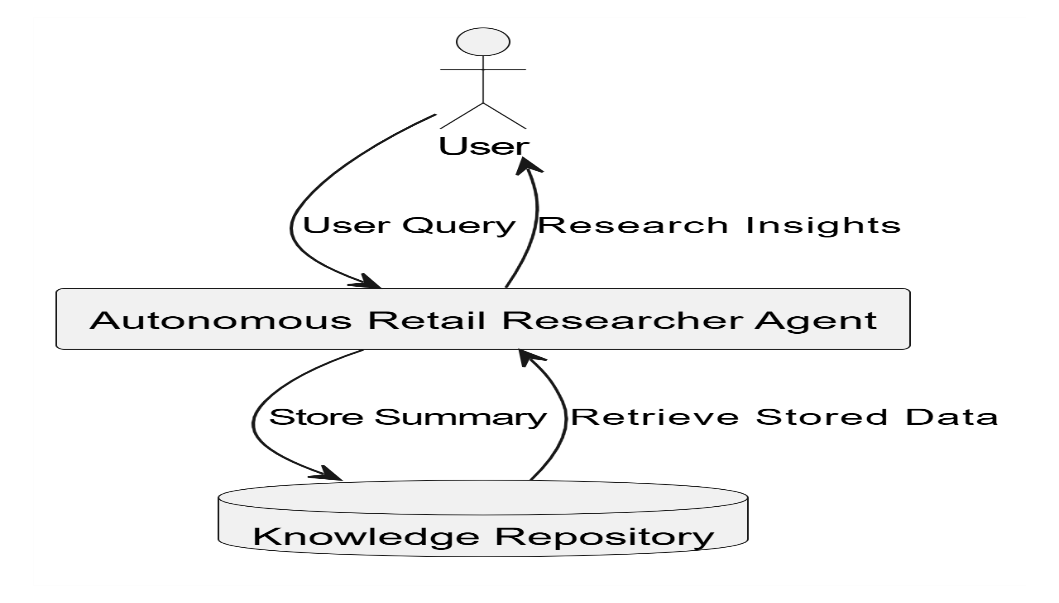 User
User Query
Research Insights
Autonomous Retail Researcher Agent
Store Summary
Retrieve Stored Data
Knowledge Repository